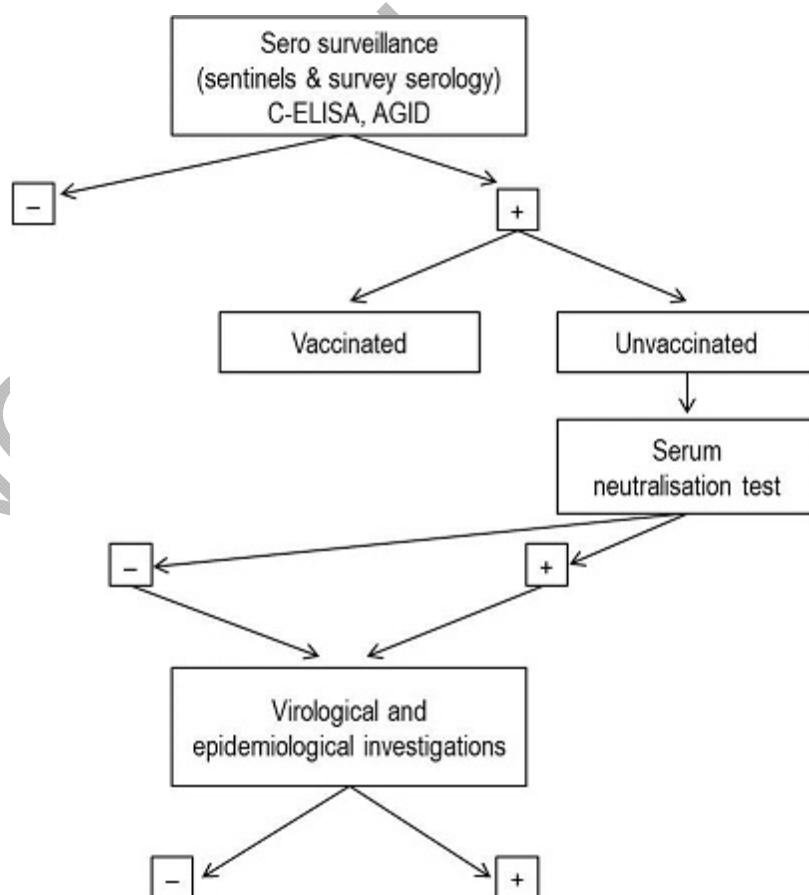 Sero surveillance
(sentinels & survey serology)
C-ELISA, AGID
–
+
Vaccinated
Unvaccinated
Serum
neutralisation test
–
+
Virological and
epidemiological investigations
–
+